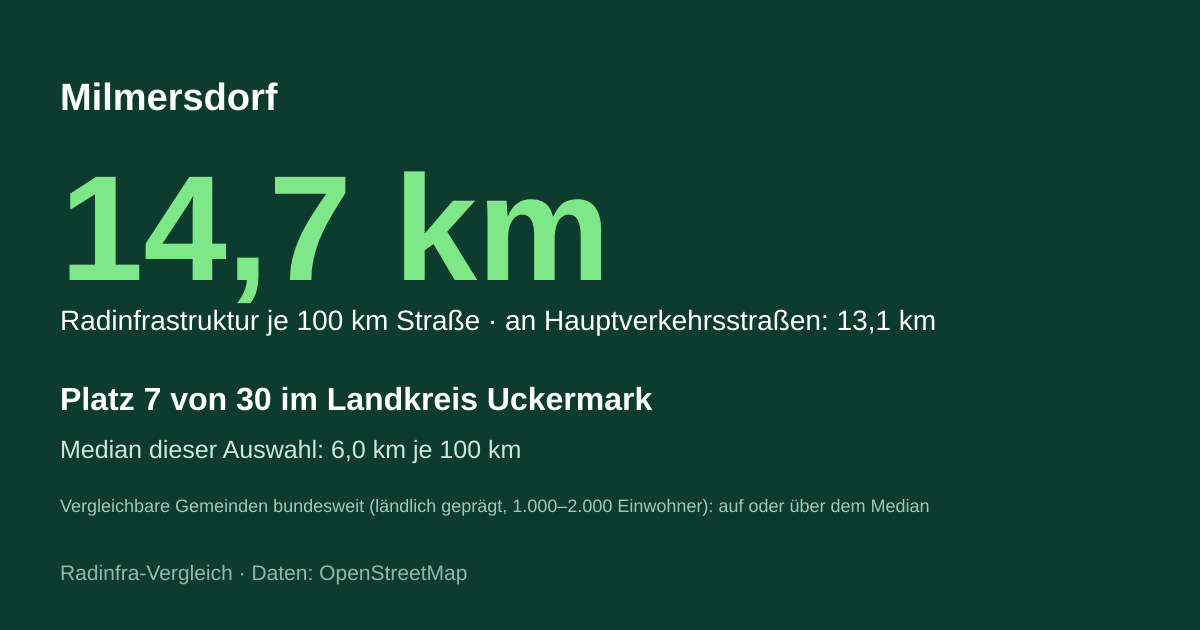 Milmersdorf
14,7 km
Radinfrastruktur je 100 km Straße · an Hauptverkehrsstraßen: 13,1 km
Platz 7 von 30 im Landkreis Uckermark
Median dieser Auswahl: 6,0 km je 100 km
Vergleichbare Gemeinden bundesweit (ländlich geprägt, 1.000–2.000 Einwohner): auf oder über dem Median
Radinfra-Vergleich · Daten: OpenStreetMap